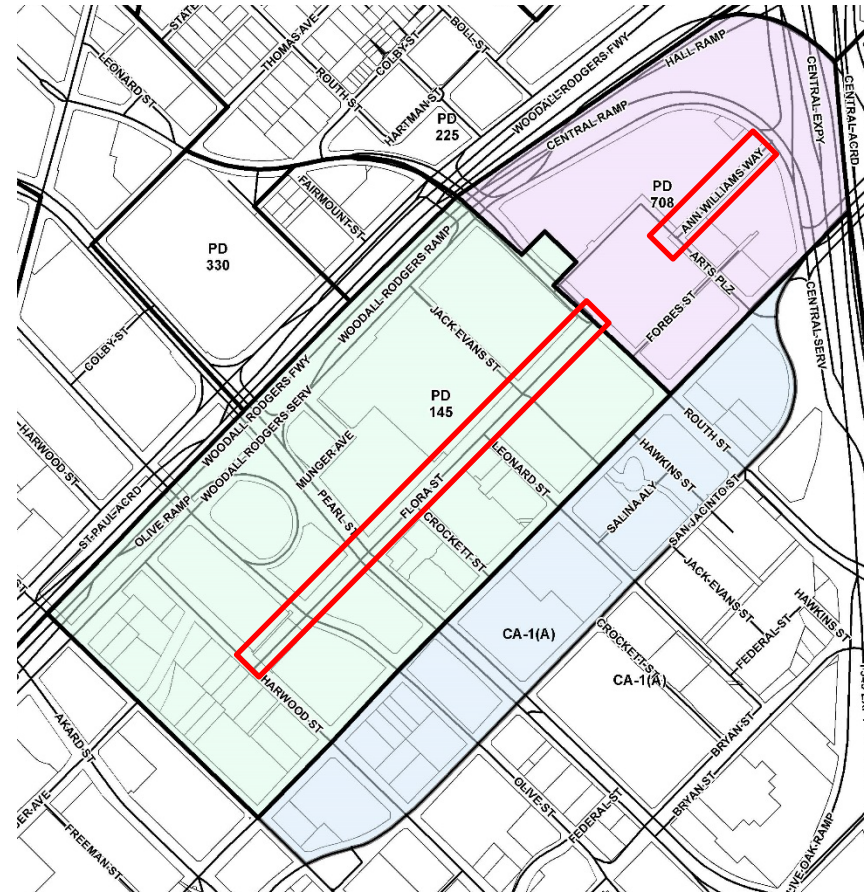 STATE
THOMAS AVE
COLBY ST
BOLL ST
LEONARD ST
ROUTH ST
HARTMAN ST
PD
225
WOODALL RODGERS FWY
HALL RAMP
CENTRAL RAMP
CENTRAL EXPY
CENTRAL ACRD
FAIRMOUNT ST
PD
708
ANN WILLIAMS WAY
ARTS PLZ
FORBES ST
CENTRAL SERV
PD
330
WOODALL RODGERS RAMP
JACK EVANS ST
COLBY ST
WOODALL RODGERS FWY
WOODALL RODGERS SERV
PD
145
HARWOOD ST
ST PAUL ACRD
OLIVE RAMP
MUNGER AVE
PEARL ST
FLORA ST
LEONARD ST
CROCKETT ST
ROUTH ST
HAWKINS ST
SALINA ALY
SAN JACINTO ST
JACK EVANS ST
HAWKINS ST
FEDERAL ST
CA-1(A)
CROCKETT ST
CA-1(A)
BRYAN ST
HARWOOD ST
AKARD ST
OLIVE ST
FEDERAL ST
BRYAN ST
FREEMAN ST
GER AVE
VE OAK RAMP
ST